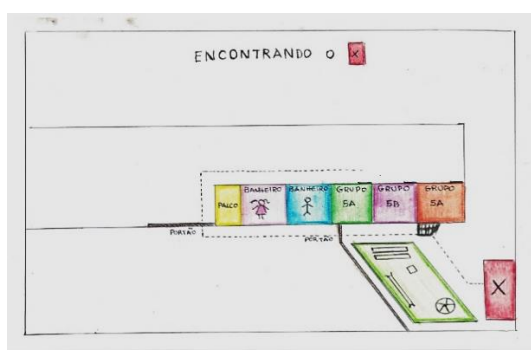 ENCONTRANDO O X
PALCO
BANHEIRO
BANHEIRO
GRUPO 5A
GRUPO 5B
GRUPO 5A
PORTÃO
PORTÃO
X